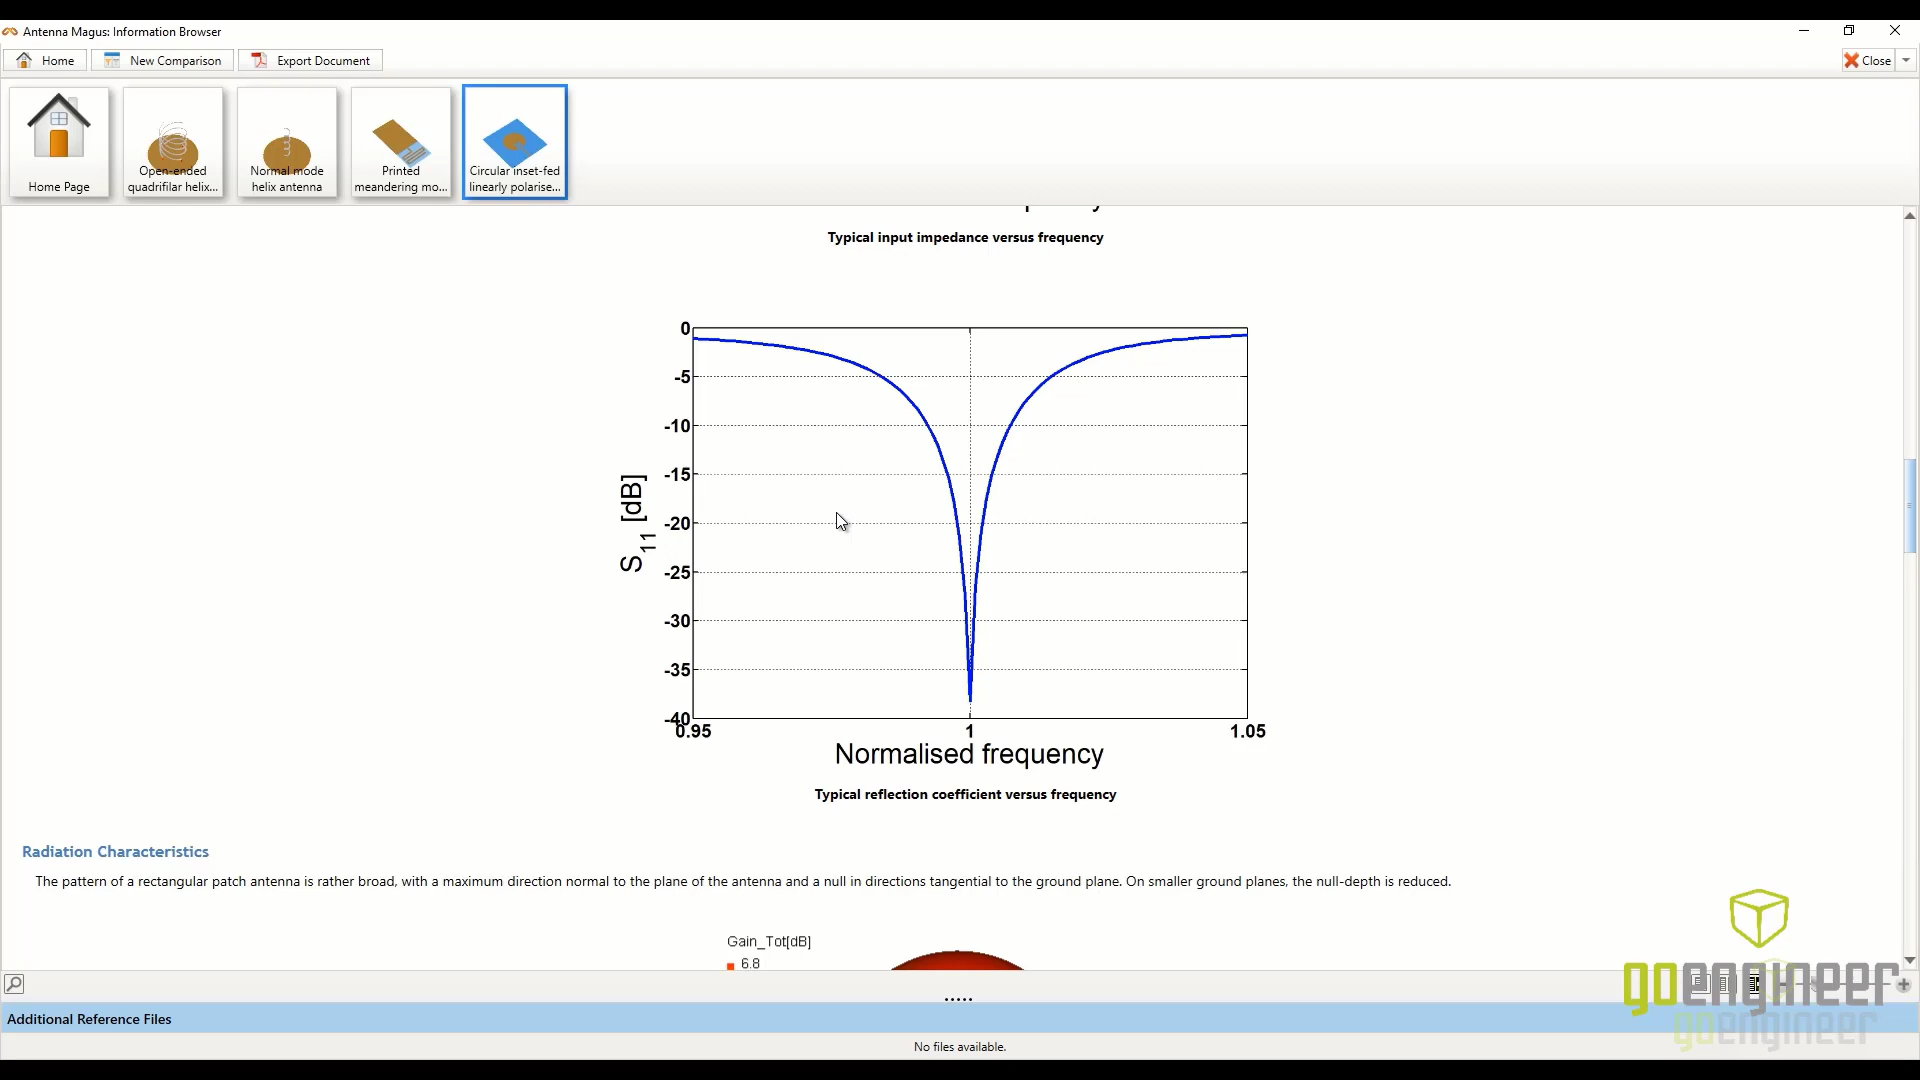 Antenna Magus: Information Browser
Home
New Comparison
Export Document
Close
Home Page
Open-ended
quadrifilar helix...
Normal mode
helix antenna
Printed
meandering mo...
Circular inset-fed
linearly polarise...
Typical input impedance versus frequency
0
-5
-10
-15
-20
-25
-30
-35
-40
S11 [dB]
0.95
1
1.05
Normalised frequency
Typical reflection coefficient versus frequency
Radiation Characteristics
The pattern of a rectangular patch antenna is rather broad, with a maximum direction normal to the plane of the antenna and a null in directions tangential to the ground plane. On smaller ground planes, the null-depth is reduced.
Gain_Tot[dB]
6.8
goengineer
goengineer
Additional Reference Files
No files available.